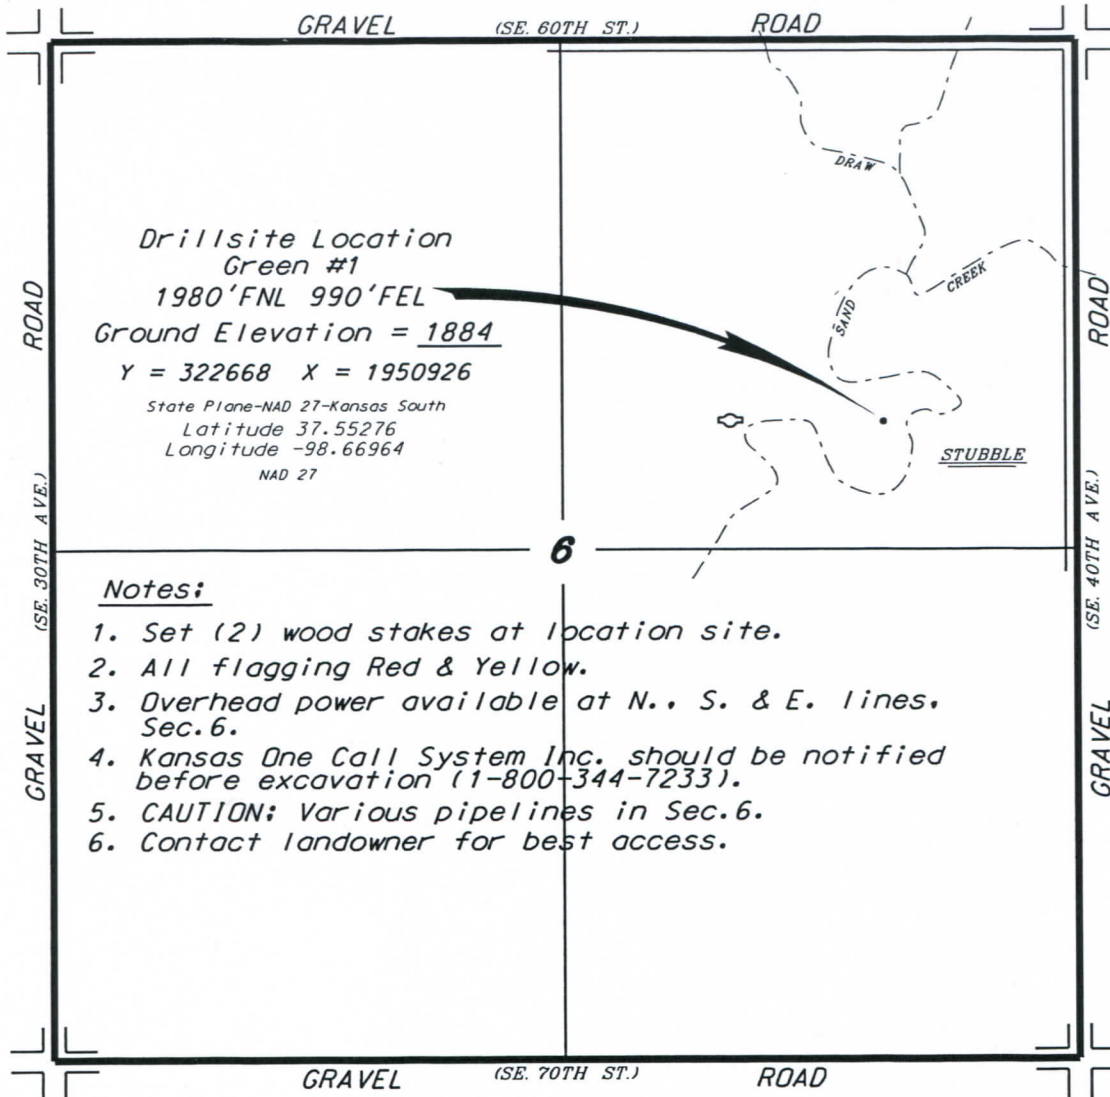 GRAVEL (SE. 60TH ST.) ROAD
DRAW
Drillsite Location
Green #1
1980'FNL 990'FEL
Ground Elevation = 1884
Y = 322668 X = 1950926
State Plane-NAD 27-Kansas South
Latitude 37.55276
Longitude -98.66964
NAD 27
SAND
CREEK
STUBBLE
ROAD
(SE. 30TH AVE.)
GRAVEL
ROAD
(SE. 40TH AVE.)
GRAVEL
6
Notes:
1. Set (2) wood stakes at location site.
2. All flagging Red & Yellow.
3. Overhead power available at N., S. & E. lines,
Sec.6.
4. Kansas One Call System Inc. should be notified
before excavation (1-800-344-7233).
5. CAUTION: Various pipelines in Sec.6.
6. Contact landowner for best access.
GRAVEL (SE. 70TH ST.) ROAD